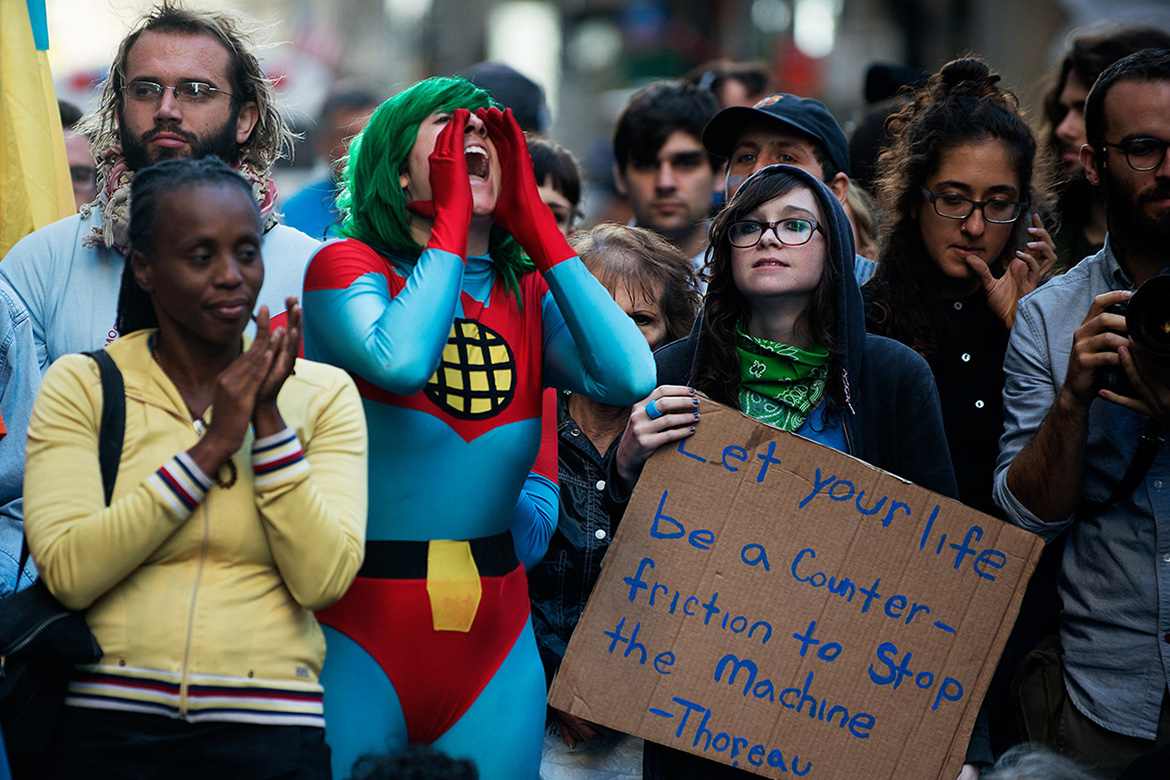 Let your life
be a Counter-
friction to Stop
the Machine
-Thoreau